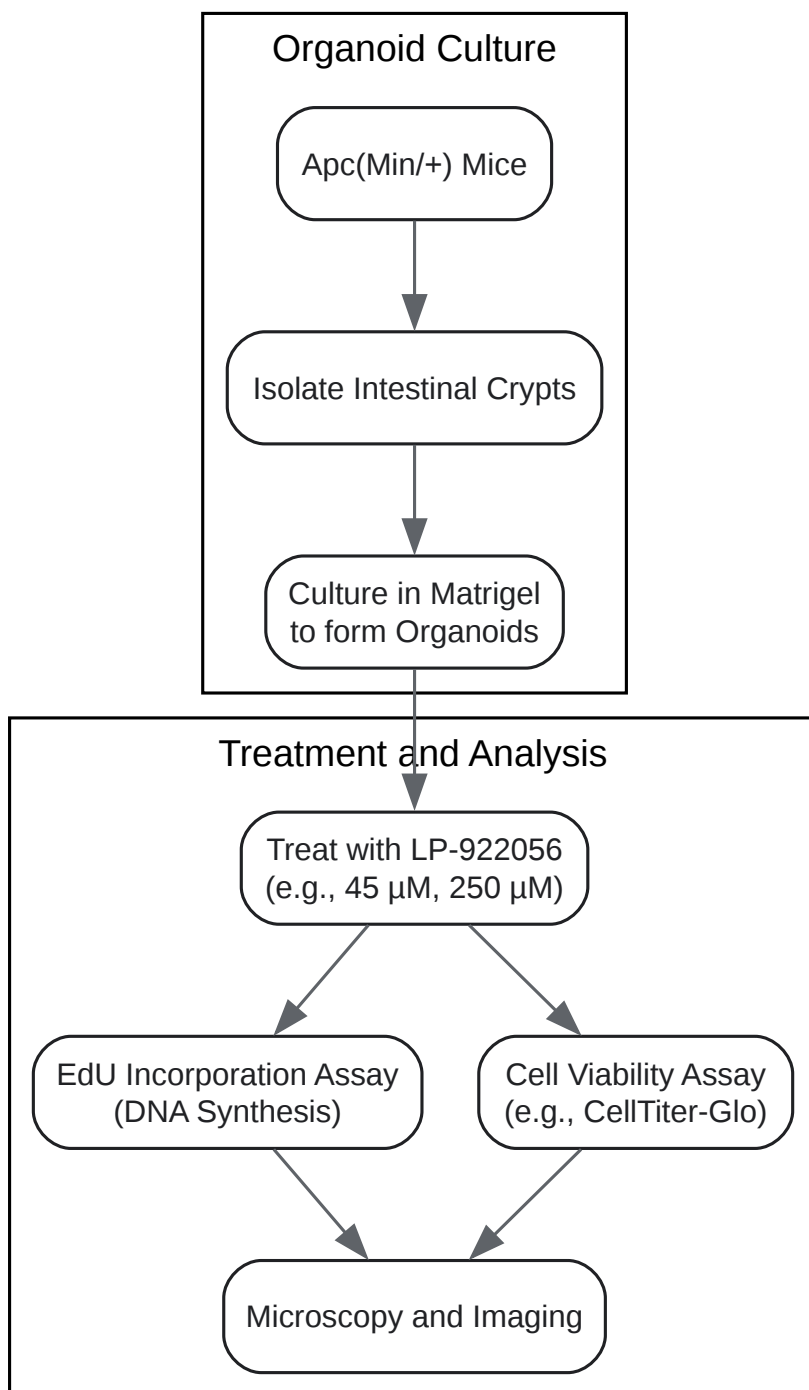 Organoid Culture
Apc(Min/+) Mice
Isolate Intestinal Crypts
Culture in Matrigel
to form Organoids
Treatment and Analysis
Treat with LP-922056
(e.g., 45 µM, 250 µM)
EdU Incorporation Assay
(DNA Synthesis)
Cell Viability Assay
(e.g., CellTiter-Glo)
Microscopy and Imaging